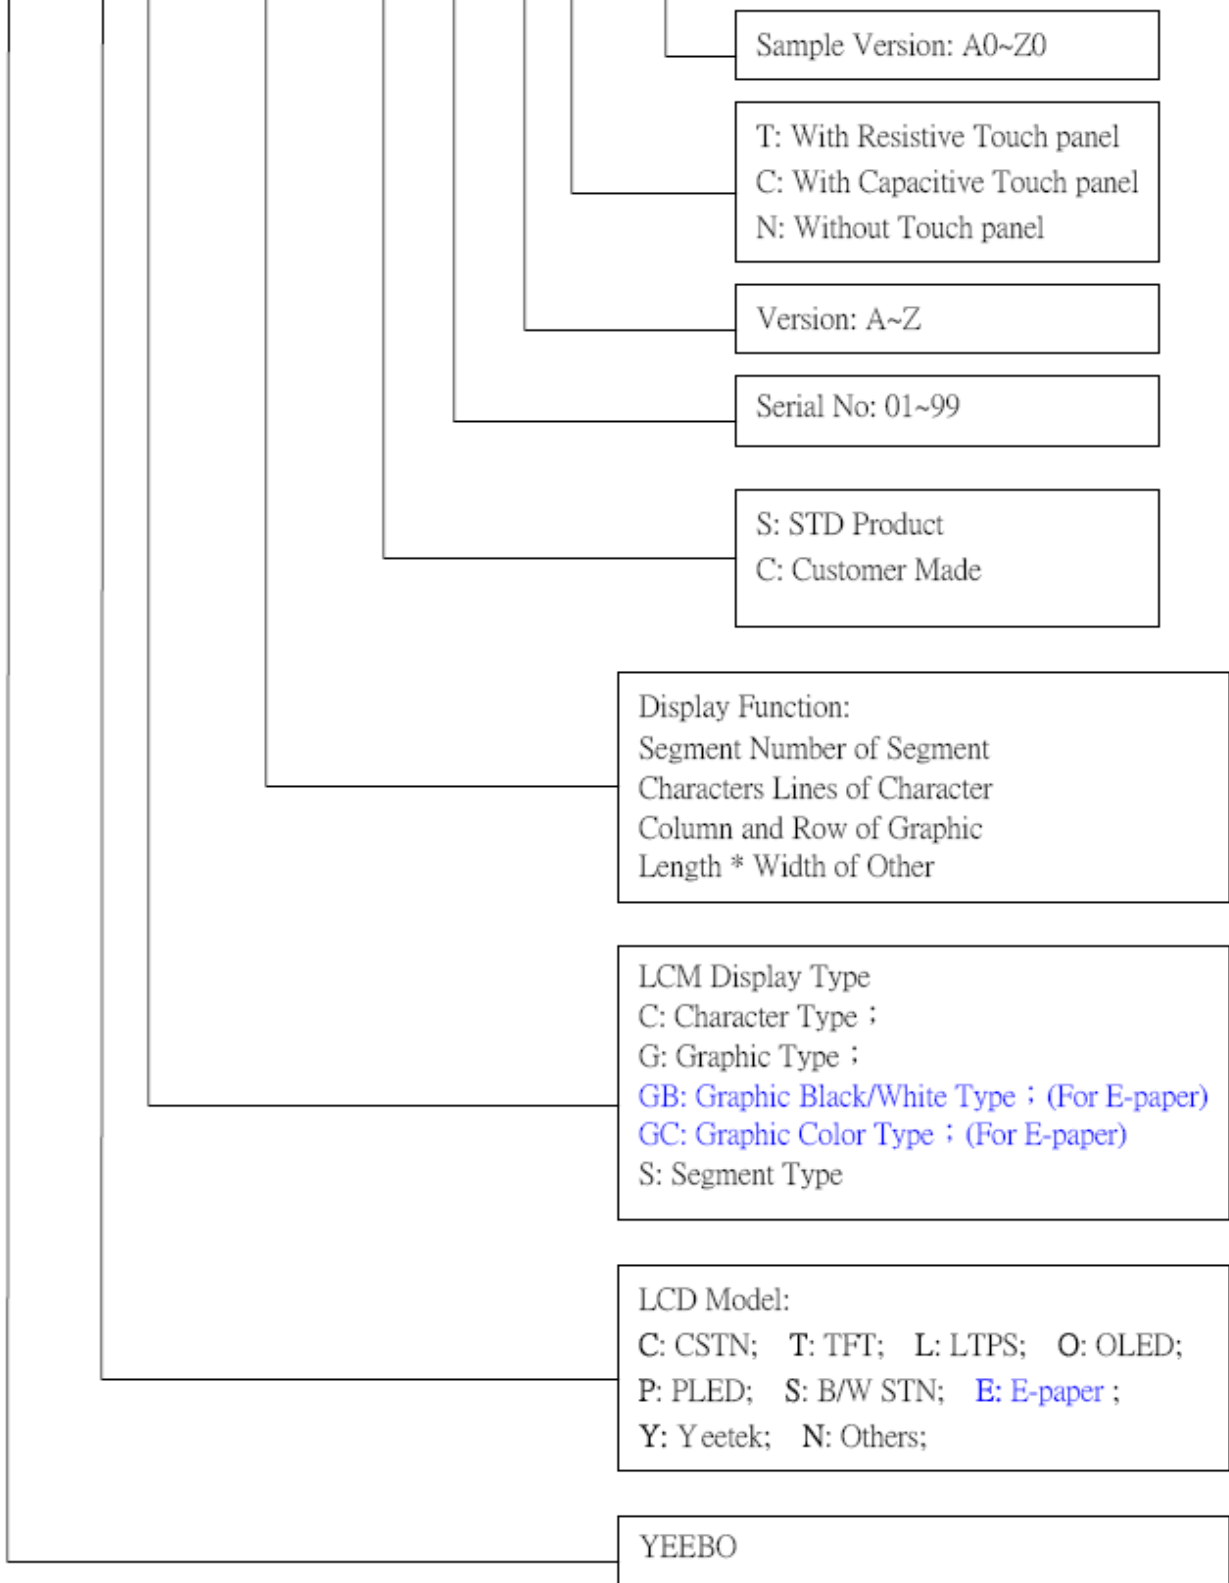 Sample Version: A0~Z0
T: With Resistive Touch panel
C: With Capacitive Touch panel
N: Without Touch panel
Version: A~Z
Serial No: 01~99
S: STD Product
C: Customer Made
Display Function:
Segment Number of Segment
Characters Lines of Character
Column and Row of Graphic
Length * Width of Other
LCM Display Type
C: Character Type；
G: Graphic Type；
GB: Graphic Black/White Type；(For E-paper)
GC: Graphic Color Type；(For E-paper)
S: Segment Type
LCD Model:
C: CSTN; T: TFT; L: LTPS; O: OLED;
P: PLED; S: B/W STN; E: E-paper ;
Y: Yeetek; N: Others;
YEEBO